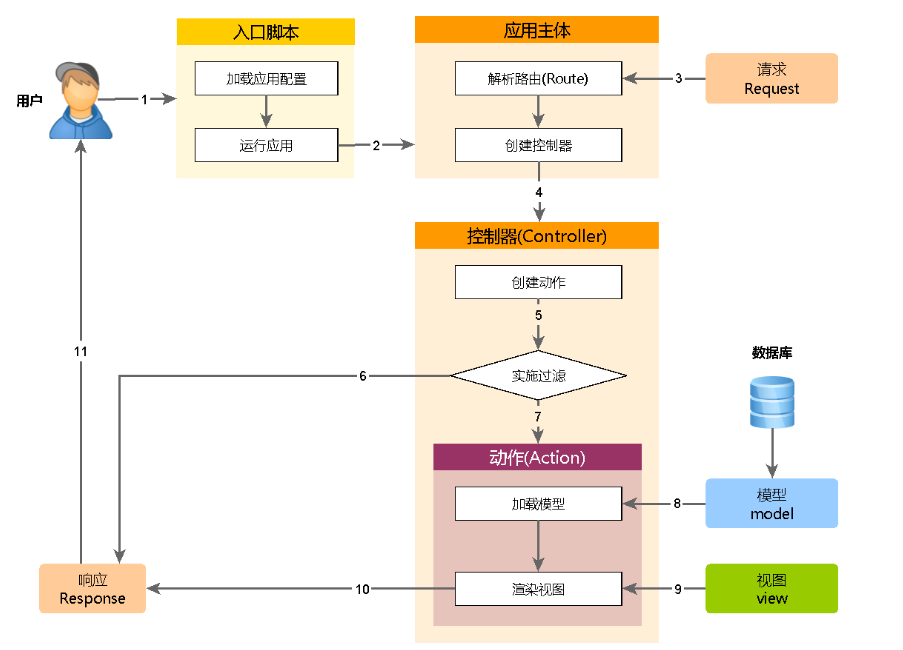 入口脚本
应用主体
加载应用配置
解析路由(Route)
3
请求
Request
用户
1
运行应用
2
创建控制器
4
控制器(Controller)
创建动作
5
11
数据库
6
实施过滤
7
动作(Action)
加载模型
8
模型
model
响应
Response
10
渲染视图
9
视图
view